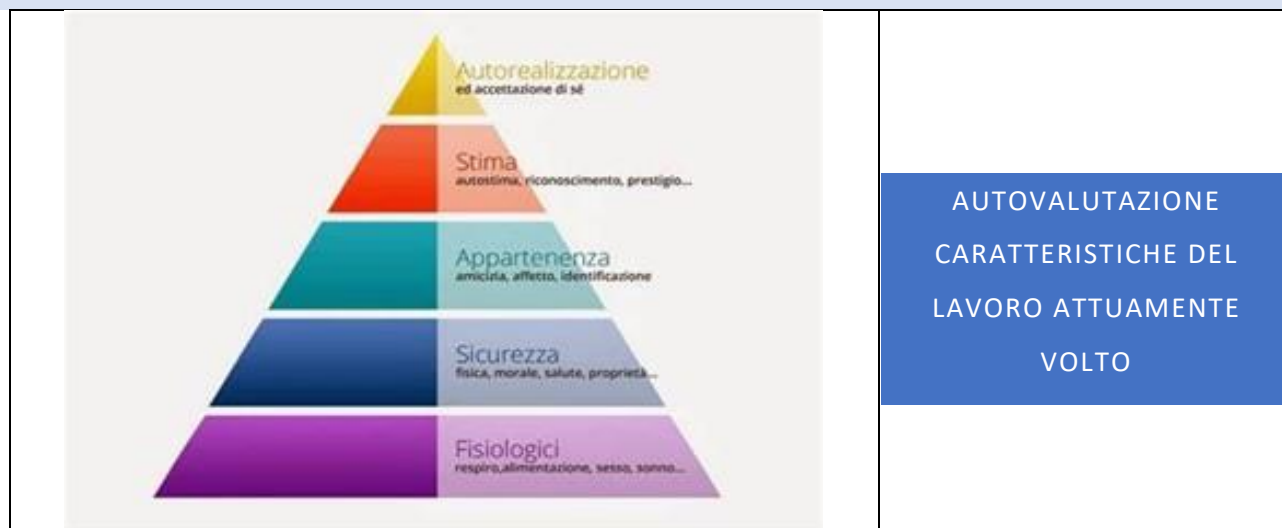 Autorealizzazione
ed accettazione di sé
Stima
autostima, riconoscimento, prestigio...
Appartenenza
amicizia, affetto, identificazione
Sicurezza
fisica, morale, salute, proprietà...
Fisiologici
respiro,alimentazione, sesso, sonno...
AUTOVALUTAZIONE
CARATTERISTICHE DEL
LAVORO ATTUAMENTE
VOLTO